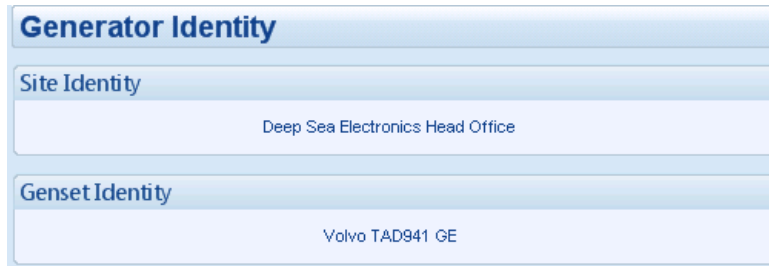 Generator Identity
Site Identity
Deep Sea Electronics Head Office
Genset Identity
Volvo TAD941 GE